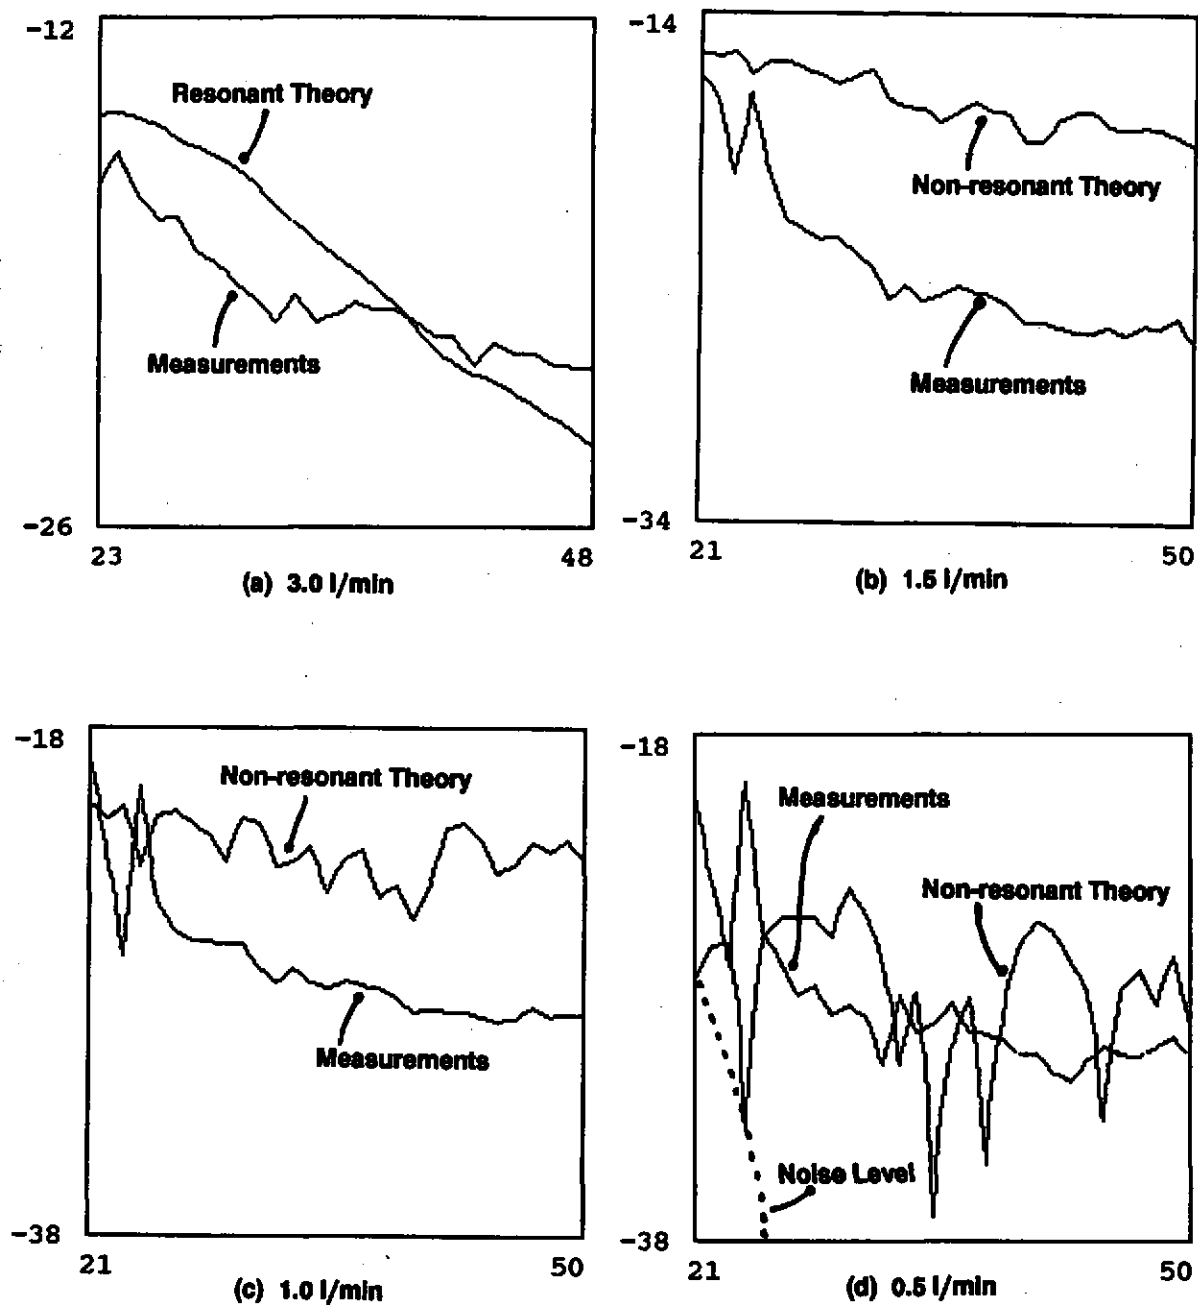 -12
Resonant Theory
Measurements
-26
23
48
(a) 3.0 l/min
-14
Non-resonant Theory
Measurements
-34
21
50
(b) 1.5 l/min
-18
Non-resonant Theory
Measurements
-38
21
50
(c) 1.0 l/min
-18
Measurements
Non-resonant Theory
Noise Level
-38
21
50
(d) 0.5 l/min